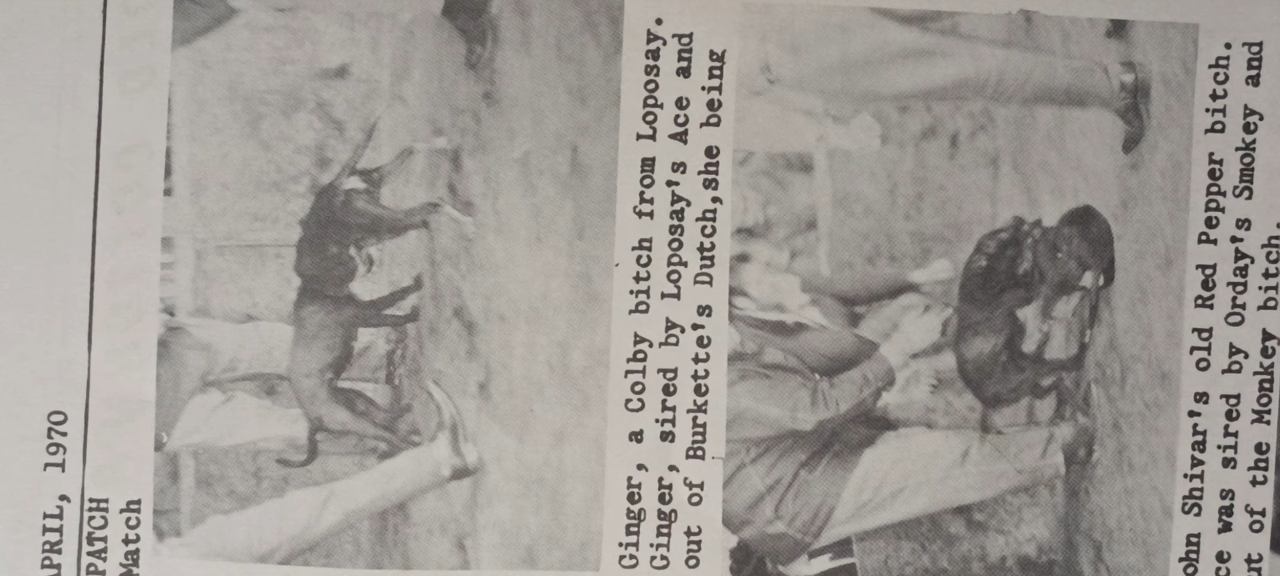 APRIL, 1970
PATCH
Match
Ginger, a Colby bitch from Loposay.
Ginger, sired by Loposay's Ace and
out of Burkette's Dutch,she being
ohn Shivar's old Red Pepper bitch.
ce was sired by Orday's Smokey and
ut of the Monkey bitch.